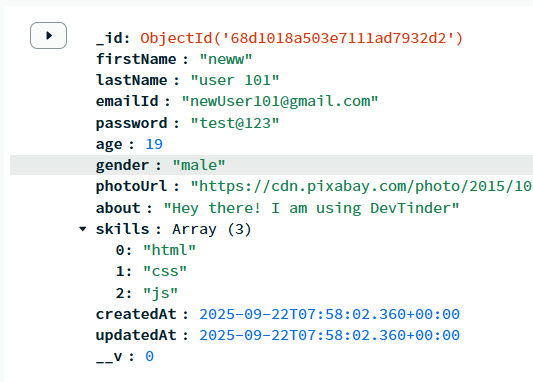 _id: ObjectId('68d1018a503e7111ad7932d2')
firstName : "neww"
lastName : "user 101"
emailId : "newUser101@gmail.com"
password : "test@123"
age : 19
gender : "male"
photoUrl : "https://cdn.pixabay.com/photo/2015/10
about : "Hey there! I am using DevTinder"
skills : Array (3)
0: "html"
1: "css"
2: "js"
createdAt : 2025-09-22T07:58:02.360+00:00
updatedAt : 2025-09-22T07:58:02.360+00:00
__v : 0